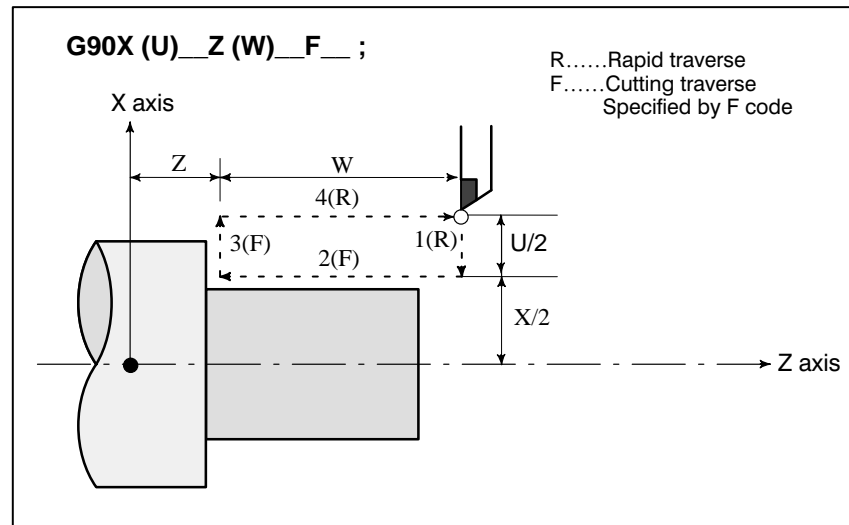 G90X (U)__Z (W)__F__ ;
R......Rapid traverse
F......Cutting traverse
Specified by F code
X axis
Z
W
4(R)
3(F)
2(F)
1(R)
U/2
X/2
Z axis